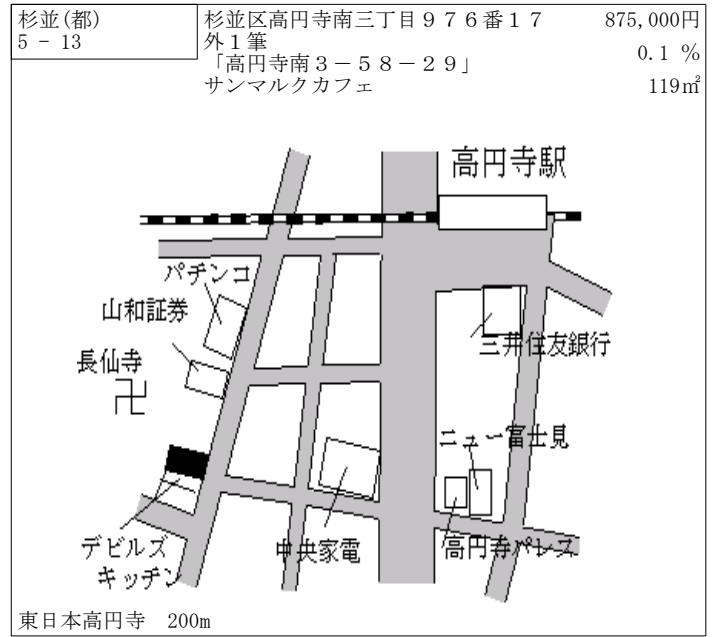 杉並(都)
5 － 13
杉並区高円寺南三丁目９７６番１７
外１筆
「高円寺南３－５８－２９」
サンマルクカフェ
875,000円
0.1 %
119㎡
高円寺駅
パチンコ
山和証券
長仙寺
卍
三井住友銀行
ニュー富士見
デビルズ
キッチン
中央家電
高円寺パレス
東日本高円寺　200m